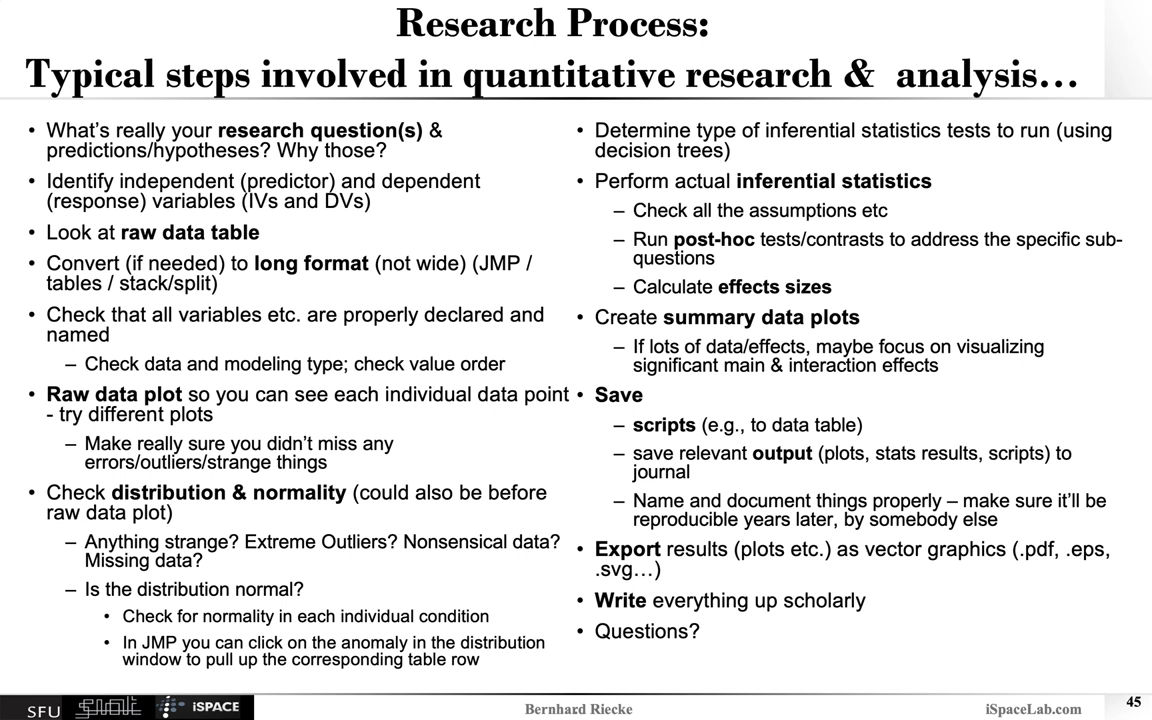 Research Process:
Typical steps involved in quantitative research & analysis…
• What’s really your research question(s) &
predictions/hypotheses? Why those?
• Identify independent (predictor) and dependent
(response) variables (IVs and DVs)
• Look at raw data table
• Convert (if needed) to long format (not wide) (JMP /
tables / stack/split)
• Check that all variables etc. are properly declared and
named
– Check data and modeling type; check value order
• Raw data plot so you can see each individual data point
- try different plots
– Make really sure you didn’t miss any
errors/outliers/strange things
• Check distribution & normality (could also be before
raw data plot)
– Anything strange? Extreme Outliers? Nonsensical data?
Missing data?
– Is the distribution normal?
• Check for normality in each individual condition
• In JMP you can click on the anomaly in the distribution
window to pull up the corresponding table row
• Determine type of inferential statistics tests to run (using
decision trees)
• Perform actual inferential statistics
– Check all the assumptions etc
– Run post-hoc tests/contrasts to address the specific sub-
questions
– Calculate effects sizes
• Create summary data plots
– If lots of data/effects, maybe focus on visualizing
significant main & interaction effects
• Save
– scripts (e.g., to data table)
– save relevant output (plots, stats results, scripts) to
journal
– Name and document things properly – make sure it’ll be
reproducible years later, by somebody else
• Export results (plots etc.) as vector graphics (.pdf, .eps,
.svg…)
• Write everything up scholarly
• Questions?
SFU
iSPACE
Bernhard Riecke
iSpaceLab.com
45